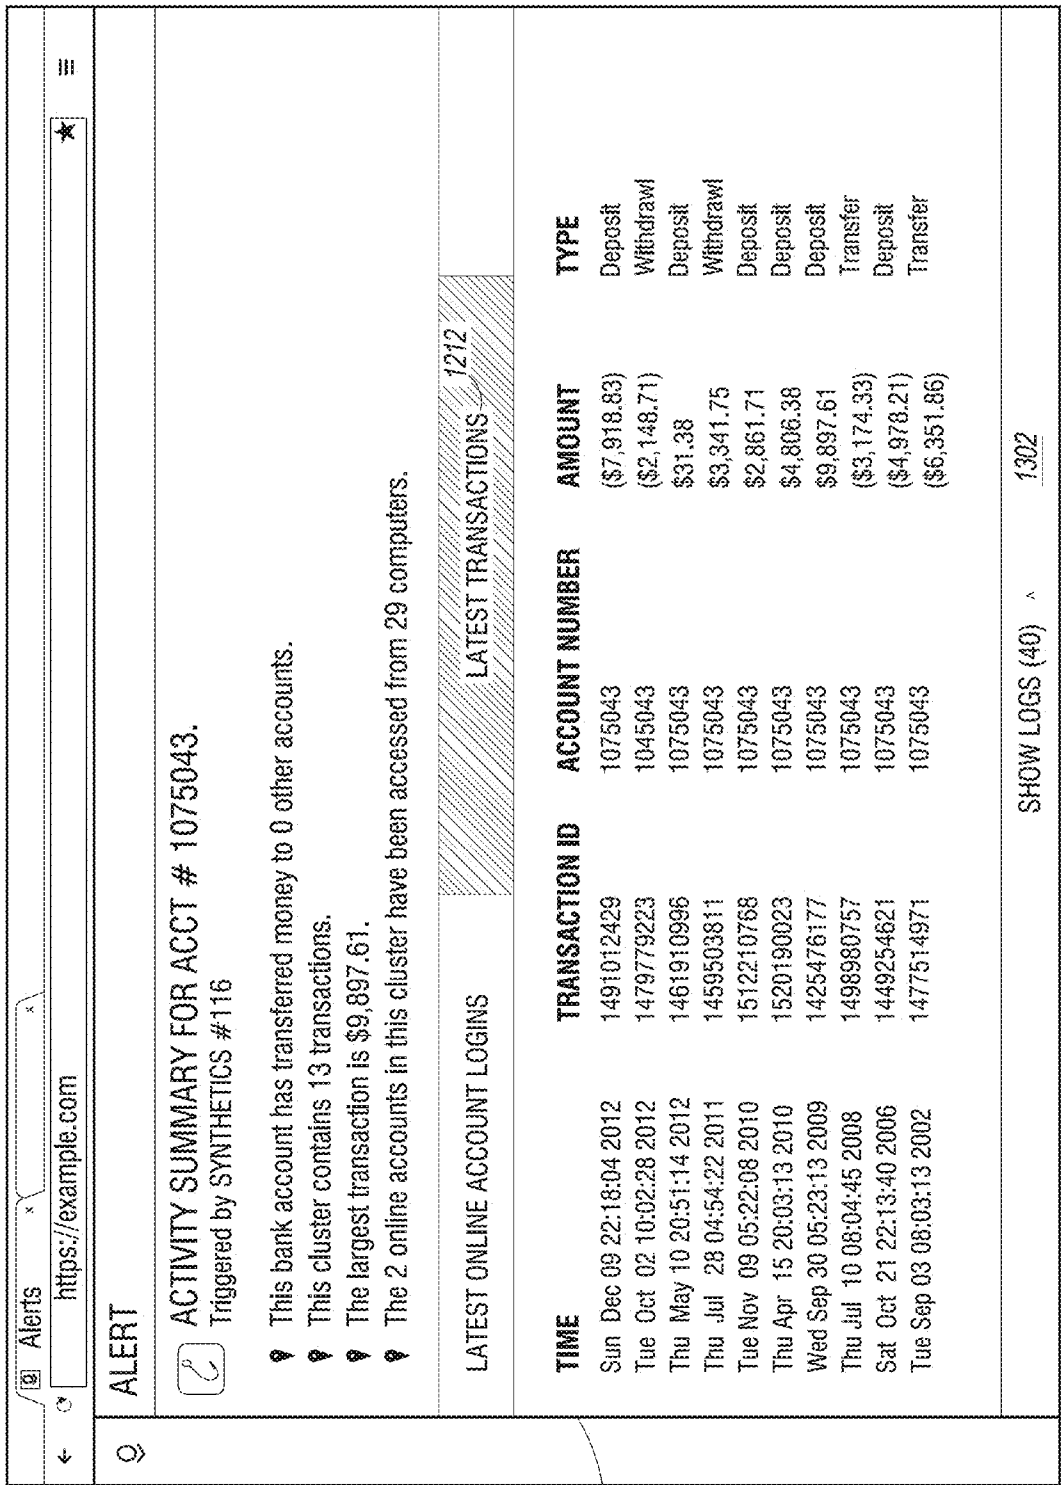 Alerts x x
https://example.com
ALERT
ACTIVITY SUMMARY FOR ACCT # 1075043.
Triggered by SYNTHETICS #116
This bank account has transferred money to 0 other accounts.
This cluster contains 13 transactions.
The largest transaction is $9,897.61.
The 2 online accounts in this cluster have been accessed from 29 computers.
LATEST ONLINE ACCOUNT LOGINS LATEST TRANSACTIONS 1212
TIME TRANSACTION ID ACCOUNT NUMBER AMOUNT TYPE
Sun Dec 09 22:18:04 2012 1491012429 1075043 ($7,918.83) Deposit
Tue Oct 02 10:02:28 2012 1479779223 1045043 ($2,148.71) Withdrawl
Thu May 10 20:51:14 2012 1461910996 1075043 $31.38 Deposit
Thu Jul 28 04:54:22 2011 1459503811 1075043 $3,341.75 Withdrawl
Tue Nov 09 05:22:08 2010 1512210768 1075043 $2,861.71 Deposit
Thu Apr 15 20:03:13 2010 1520190023 1075043 $4,806.38 Deposit
Wed Sep 30 05:23:13 2009 1425476177 1075043 $9,897.61 Deposit
Thu Jul 10 08:04:45 2008 1498980757 1075043 ($3,174.33) Transfer
Sat Oct 21 22:13:40 2006 1449254621 1075043 ($4,978.21) Deposit
Tue Sep 03 08:03:13 2002 1477514971 1075043 ($6,351.86) Transfer
SHOW LOGS (40) ^ 1302